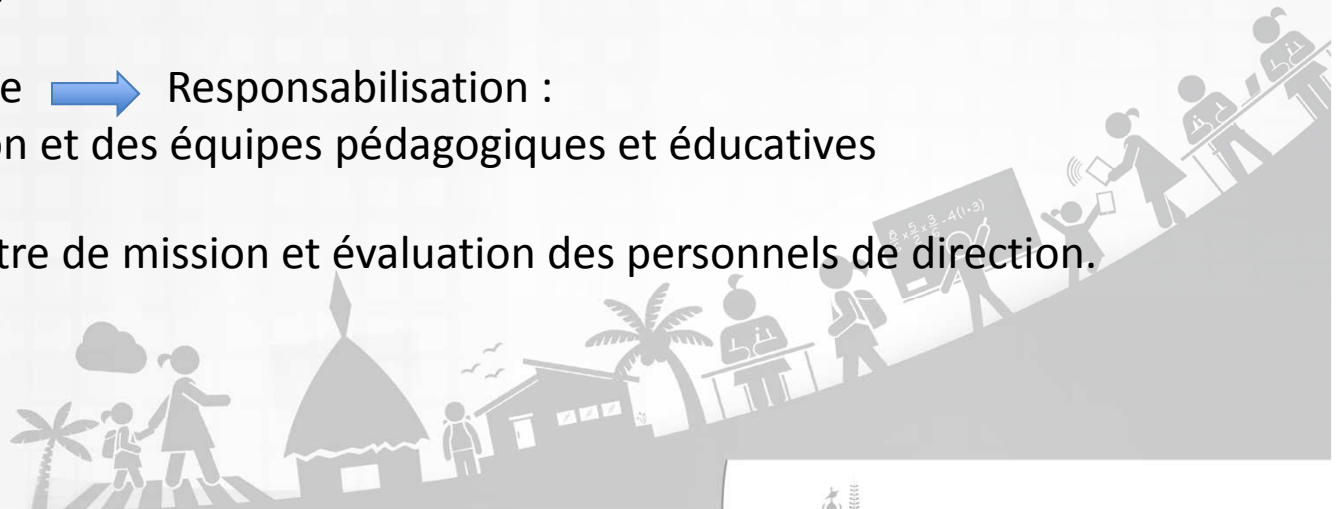 e Responsabilisation :
on et des équipes pédagogiques et éducatives
tre de mission et évaluation des personnels de direction.